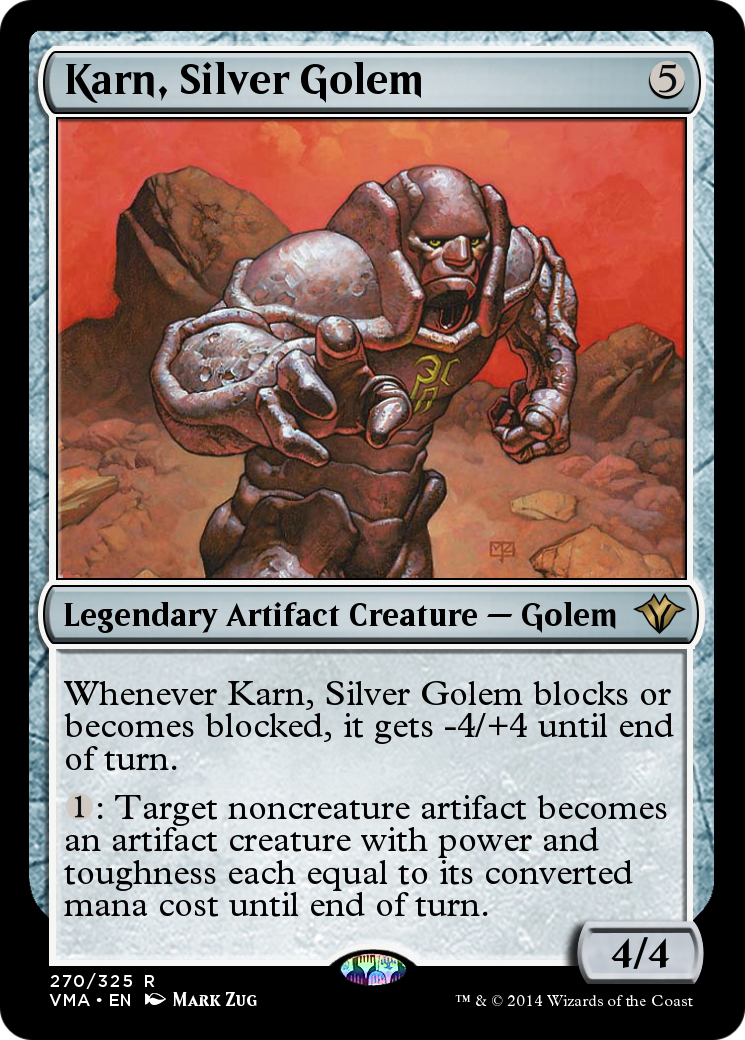 Karn, Silver Golem 5
Legendary Artifact Creature — Golem
Whenever Karn, Silver Golem blocks or
becomes blocked, it gets -4/+4 until end
of turn.
1: Target noncreature artifact becomes
an artifact creature with power and
toughness each equal to its converted
mana cost until end of turn.
4/4
270/325 R
VMA • EN Mark Zug
™ & © 2014 Wizards of the Coast